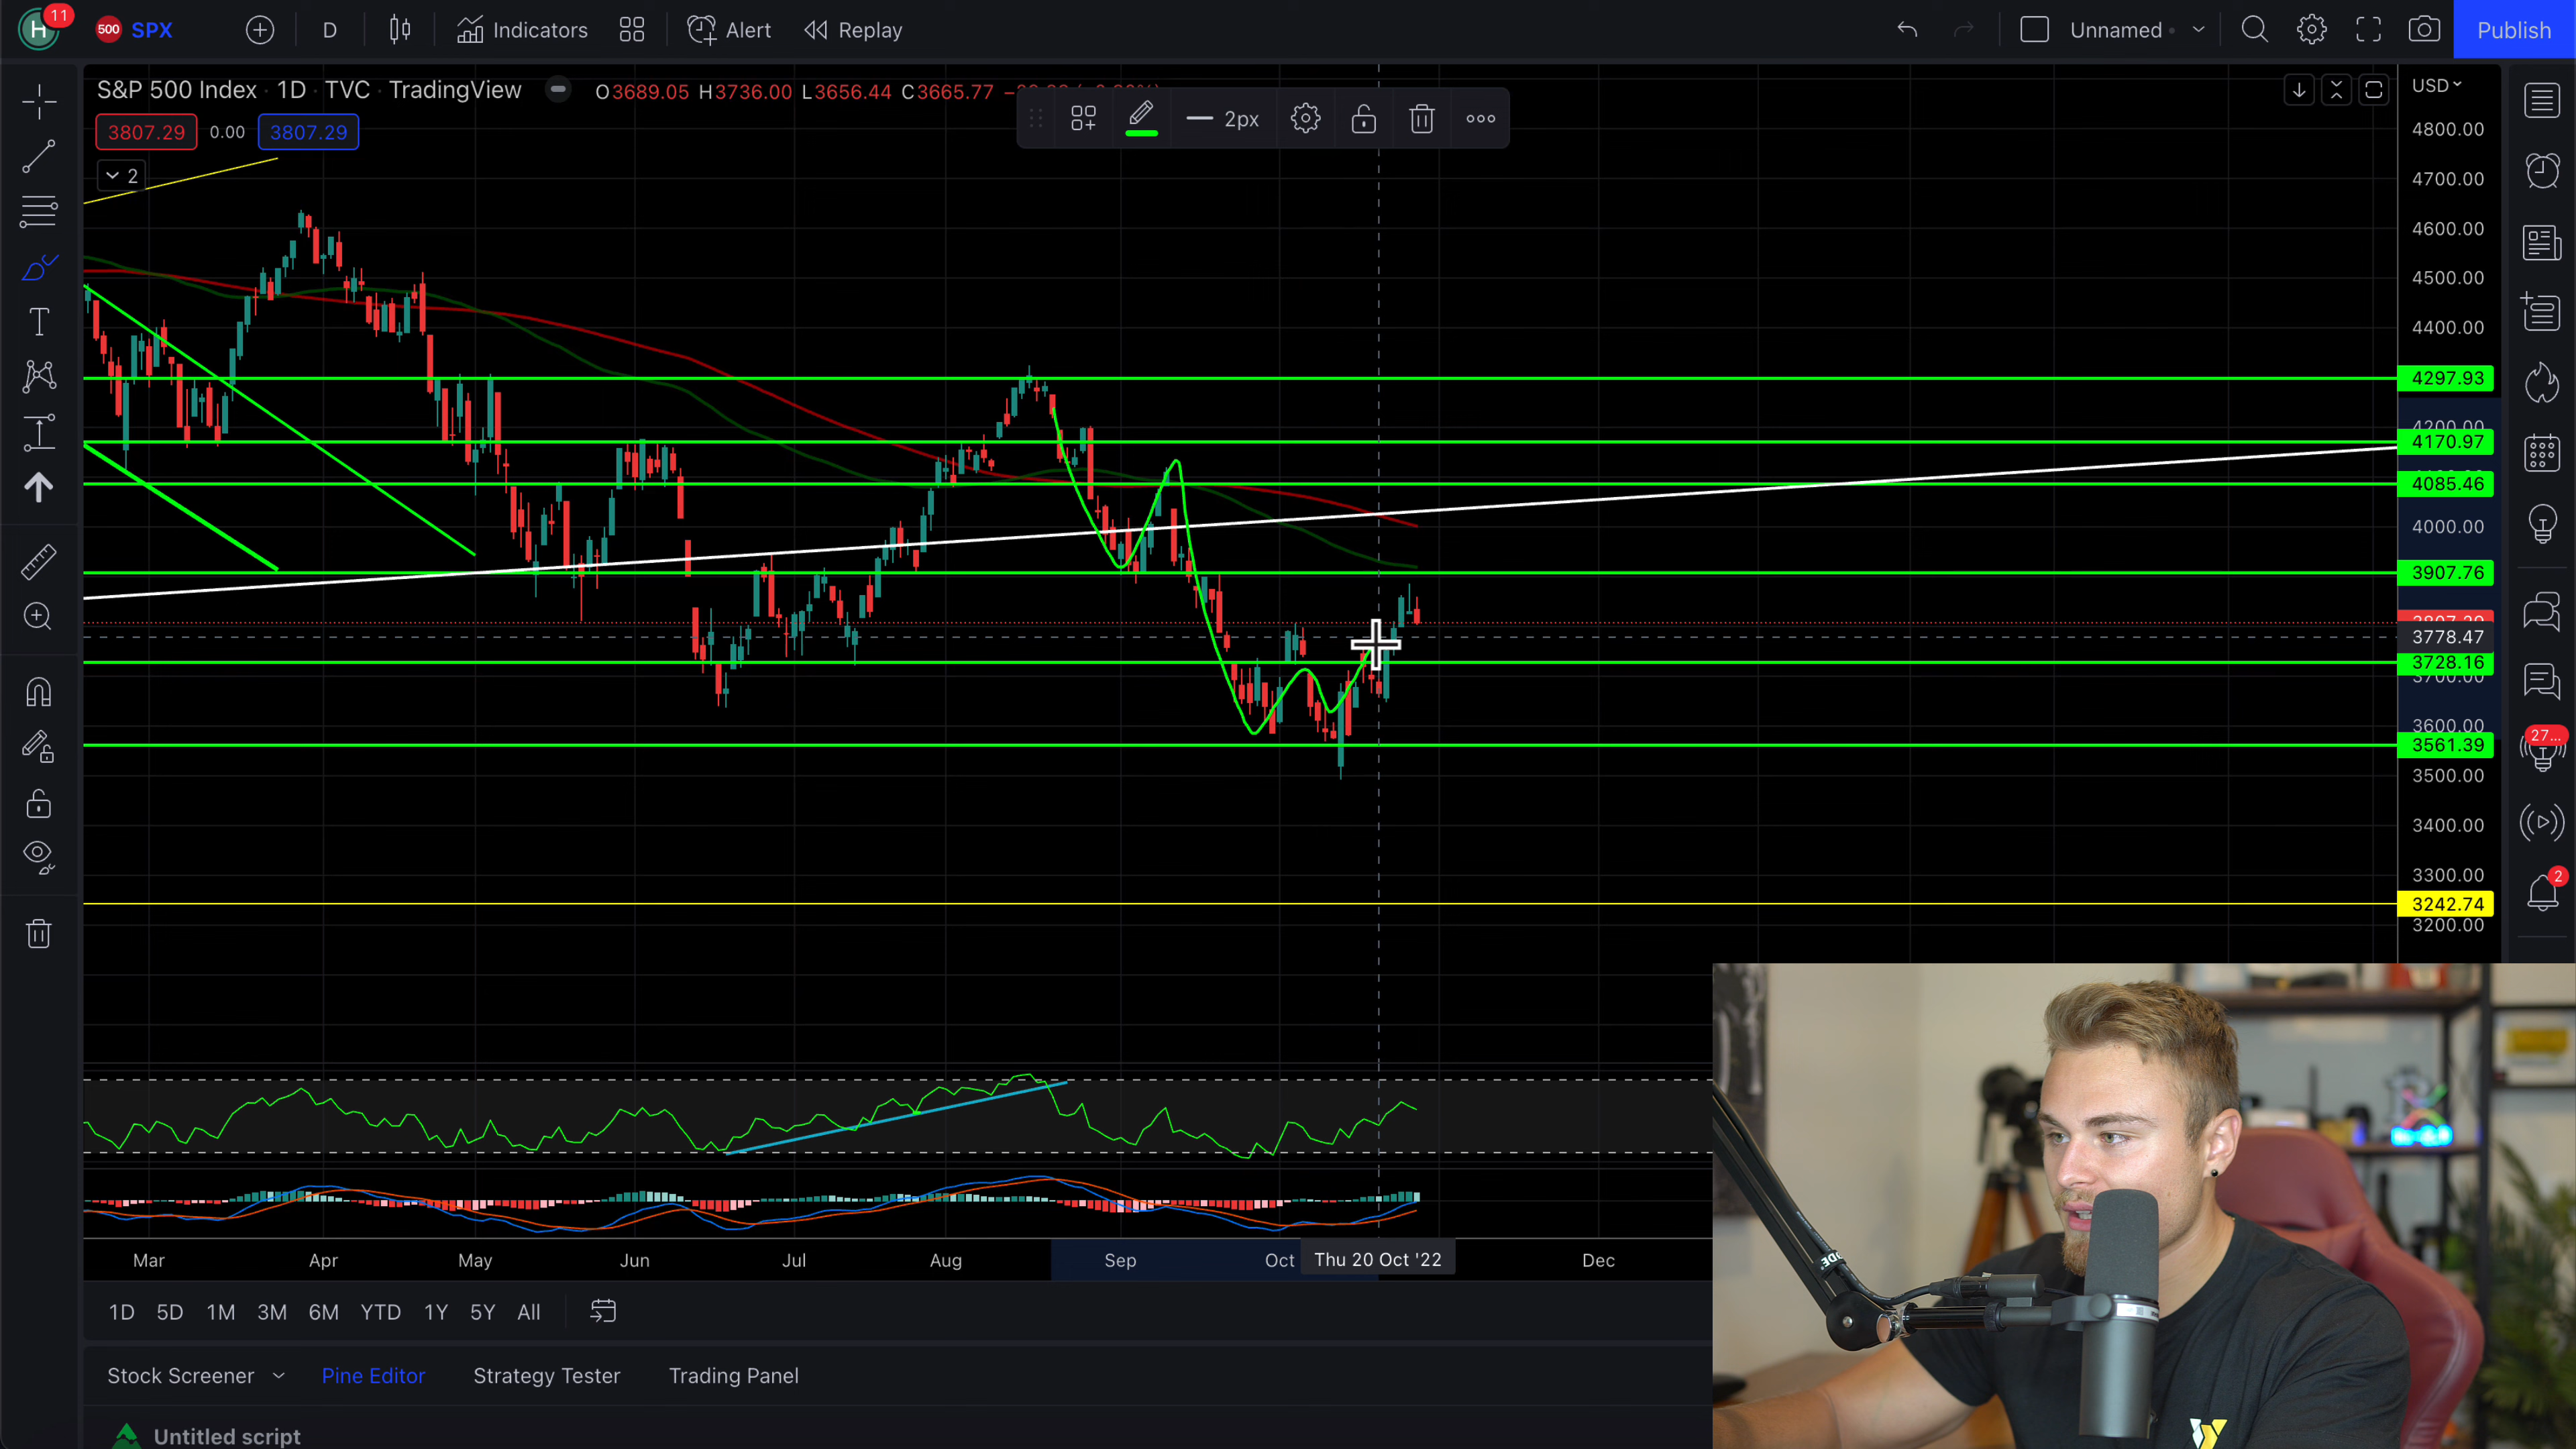 H 11 500 SPX D Indicators Alert Replay Unnamed Publish
S&P 500 Index · 1D · TVC · TradingView O3689.05 H3736.00 L3656.44 C3665.77
2px
USD
3807.29 0.00 3807.29
2
4800.00
4700.00
4600.00
4500.00
4400.00
4297.93
4200.00
4170.97
4085.46
4000.00
3907.76
3807.29
3778.47
3728.16
3700.00
3600.00
3561.39
3500.00
3400.00
3300.00
3242.74
3200.00
27...
2
Mar Apr May Jun Jul Aug Sep Oct Thu 20 Oct '22 Dec
1D 5D 1M 3M 6M YTD 1Y 5Y All
Stock Screener Pine Editor Strategy Tester Trading Panel
Untitled script